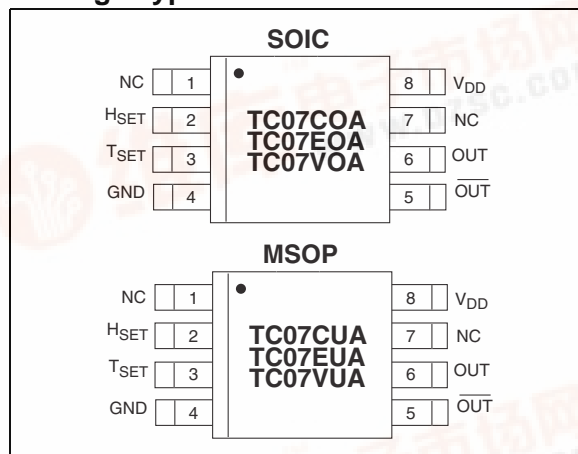 SOIC
NC 1 8 VDD
HSET 2 7 NC
TSET 3 6 OUT
GND 4 5 OUT
TC07COA
TC07EOA
TC07VOA
MSOP
NC 1 8 VDD
HSET 2 7 NC
TSET 3 6 OUT
GND 4 5 OUT
TC07CUA
TC07EUA
TC07VUA